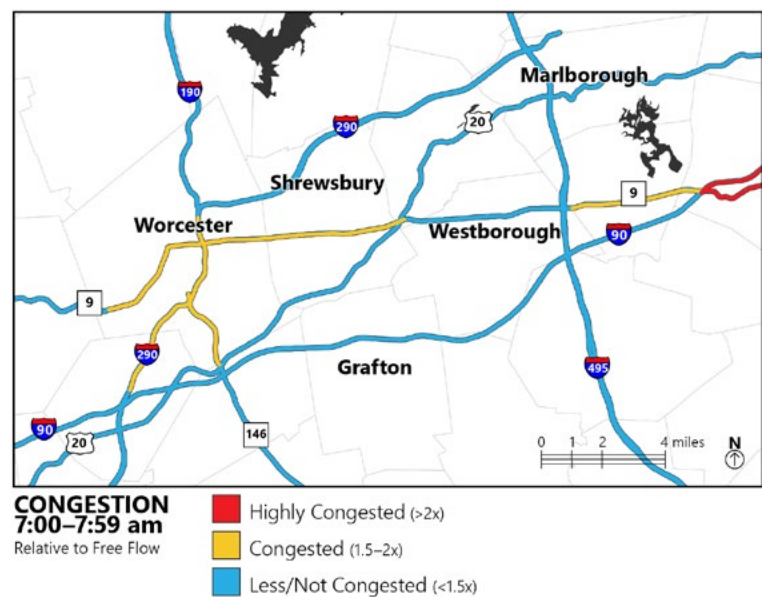 190
290
20
Marlborough
Shrewsbury
9
Worcester
Westborough
90
9
290
Grafton
495
90
20
146
0 1 2 4 miles
N
CONGESTION
7:00–7:59 am
Relative to Free Flow
Highly Congested (>2x)
Congested (1.5–2x)
Less/Not Congested (<1.5x)